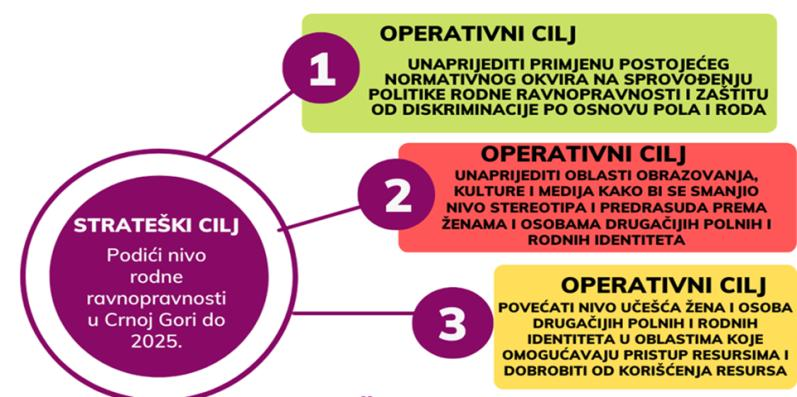 OPERATIVNI CILJ
1
UNAPRIJEDITI PRIMJENU POSTOJEĆEG
NORMATIVNOG OKVIRA NA SPROVOĐENJU
POLITIKE RODNE RAVNOPRAVNOSTI I ZAŠTITU
OD DISKRIMINACIJE PO OSNOVU POLA I RODA
OPERATIVNI CILJ
2
UNAPRIJEDITI OBLASTI OBRAZOVANJA,
KULTURE I MEDIJA KAKO BI SE SMANJIO
NIVO STEREOTIPA I PREDRASUDA PREMA
ŽENAMA I OSOBAMA DRUGAČIJIH POLNIH I
RODNIH IDENTITETA
STRATEŠKI CILJ
Podići nivo
rodne
ravnopravnosti
u Crnoj Gori do
2025.
OPERATIVNI CILJ
3
POVEĆATI NIVO UČEŠĆA ŽENA I OSOBA
DRUGAČIJIH POLNIH I RODNIH
IDENTITETA U OBLASTIMA KOJE
OMOGUĆAVAJU PRISTUP RESURSIMA I
DOBROBITI OD KORIŠĆENJA RESURSA